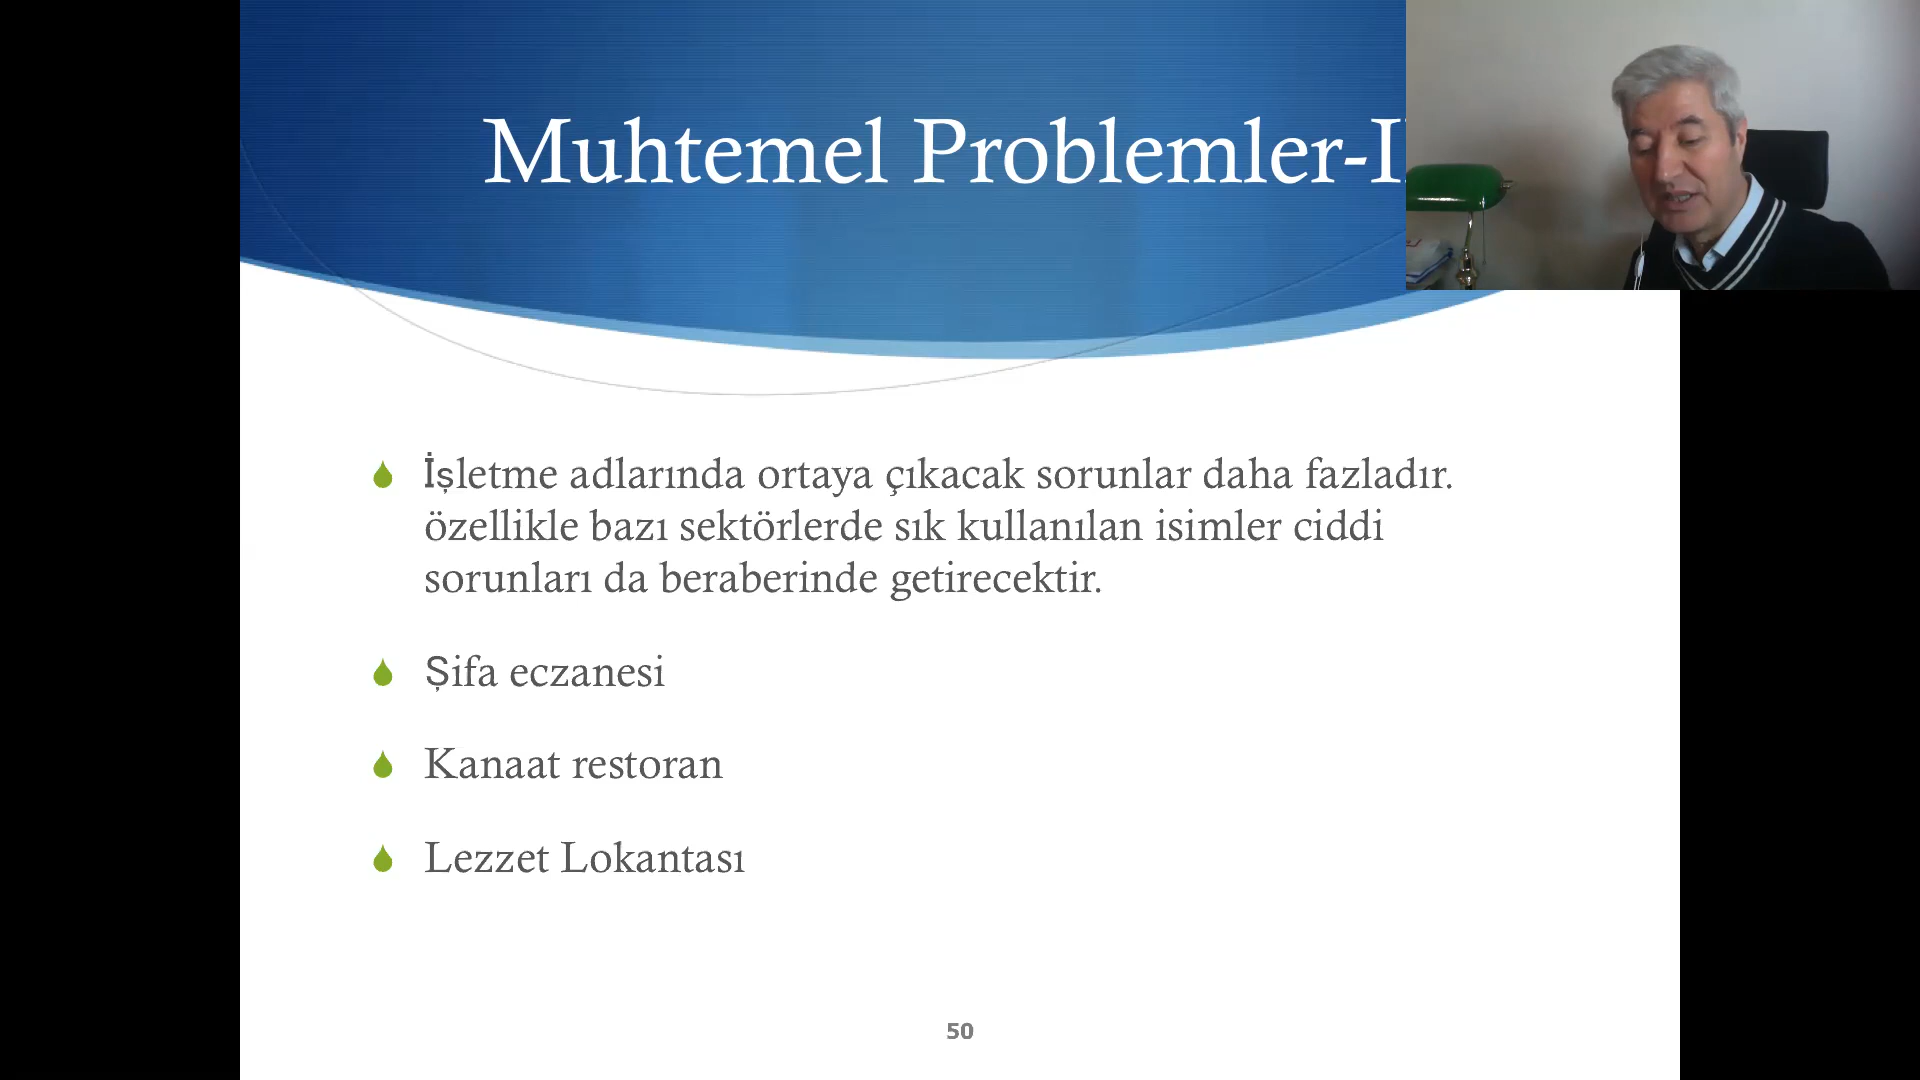 Muhtemel Problemler-I
İşletme adlarında ortaya çıkacak sorunlar daha fazladır.
özellikle bazı sektörlerde sık kullanılan isimler ciddi
sorunları da beraberinde getirecektir.
Şifa eczanesi
Kanaat restoran
Lezzet Lokantası
50